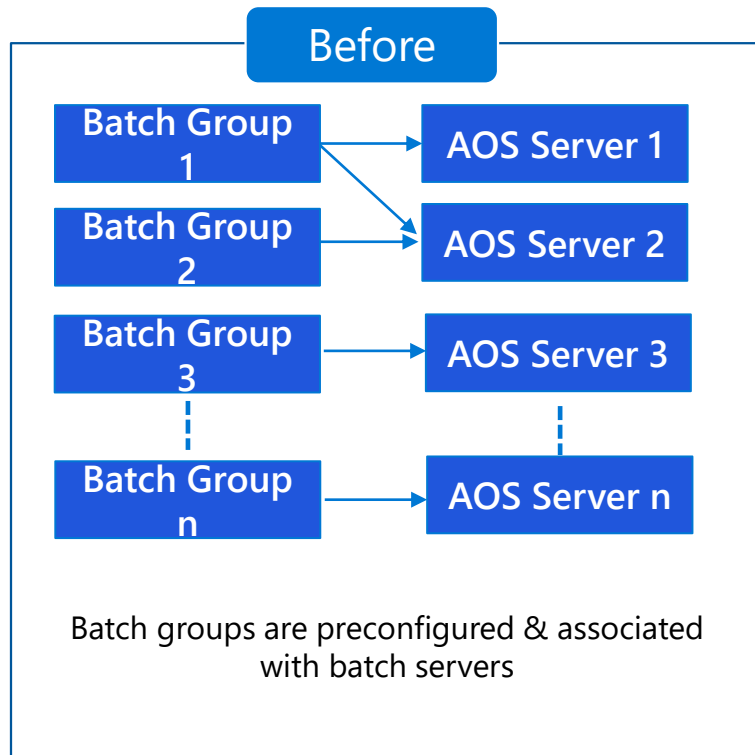 Before
Batch Group
1
AOS Server 1
Batch Group
2
AOS Server 2
Batch Group
3
AOS Server 3
Batch Group
n
AOS Server n
Batch groups are preconfigured & associated
with batch servers